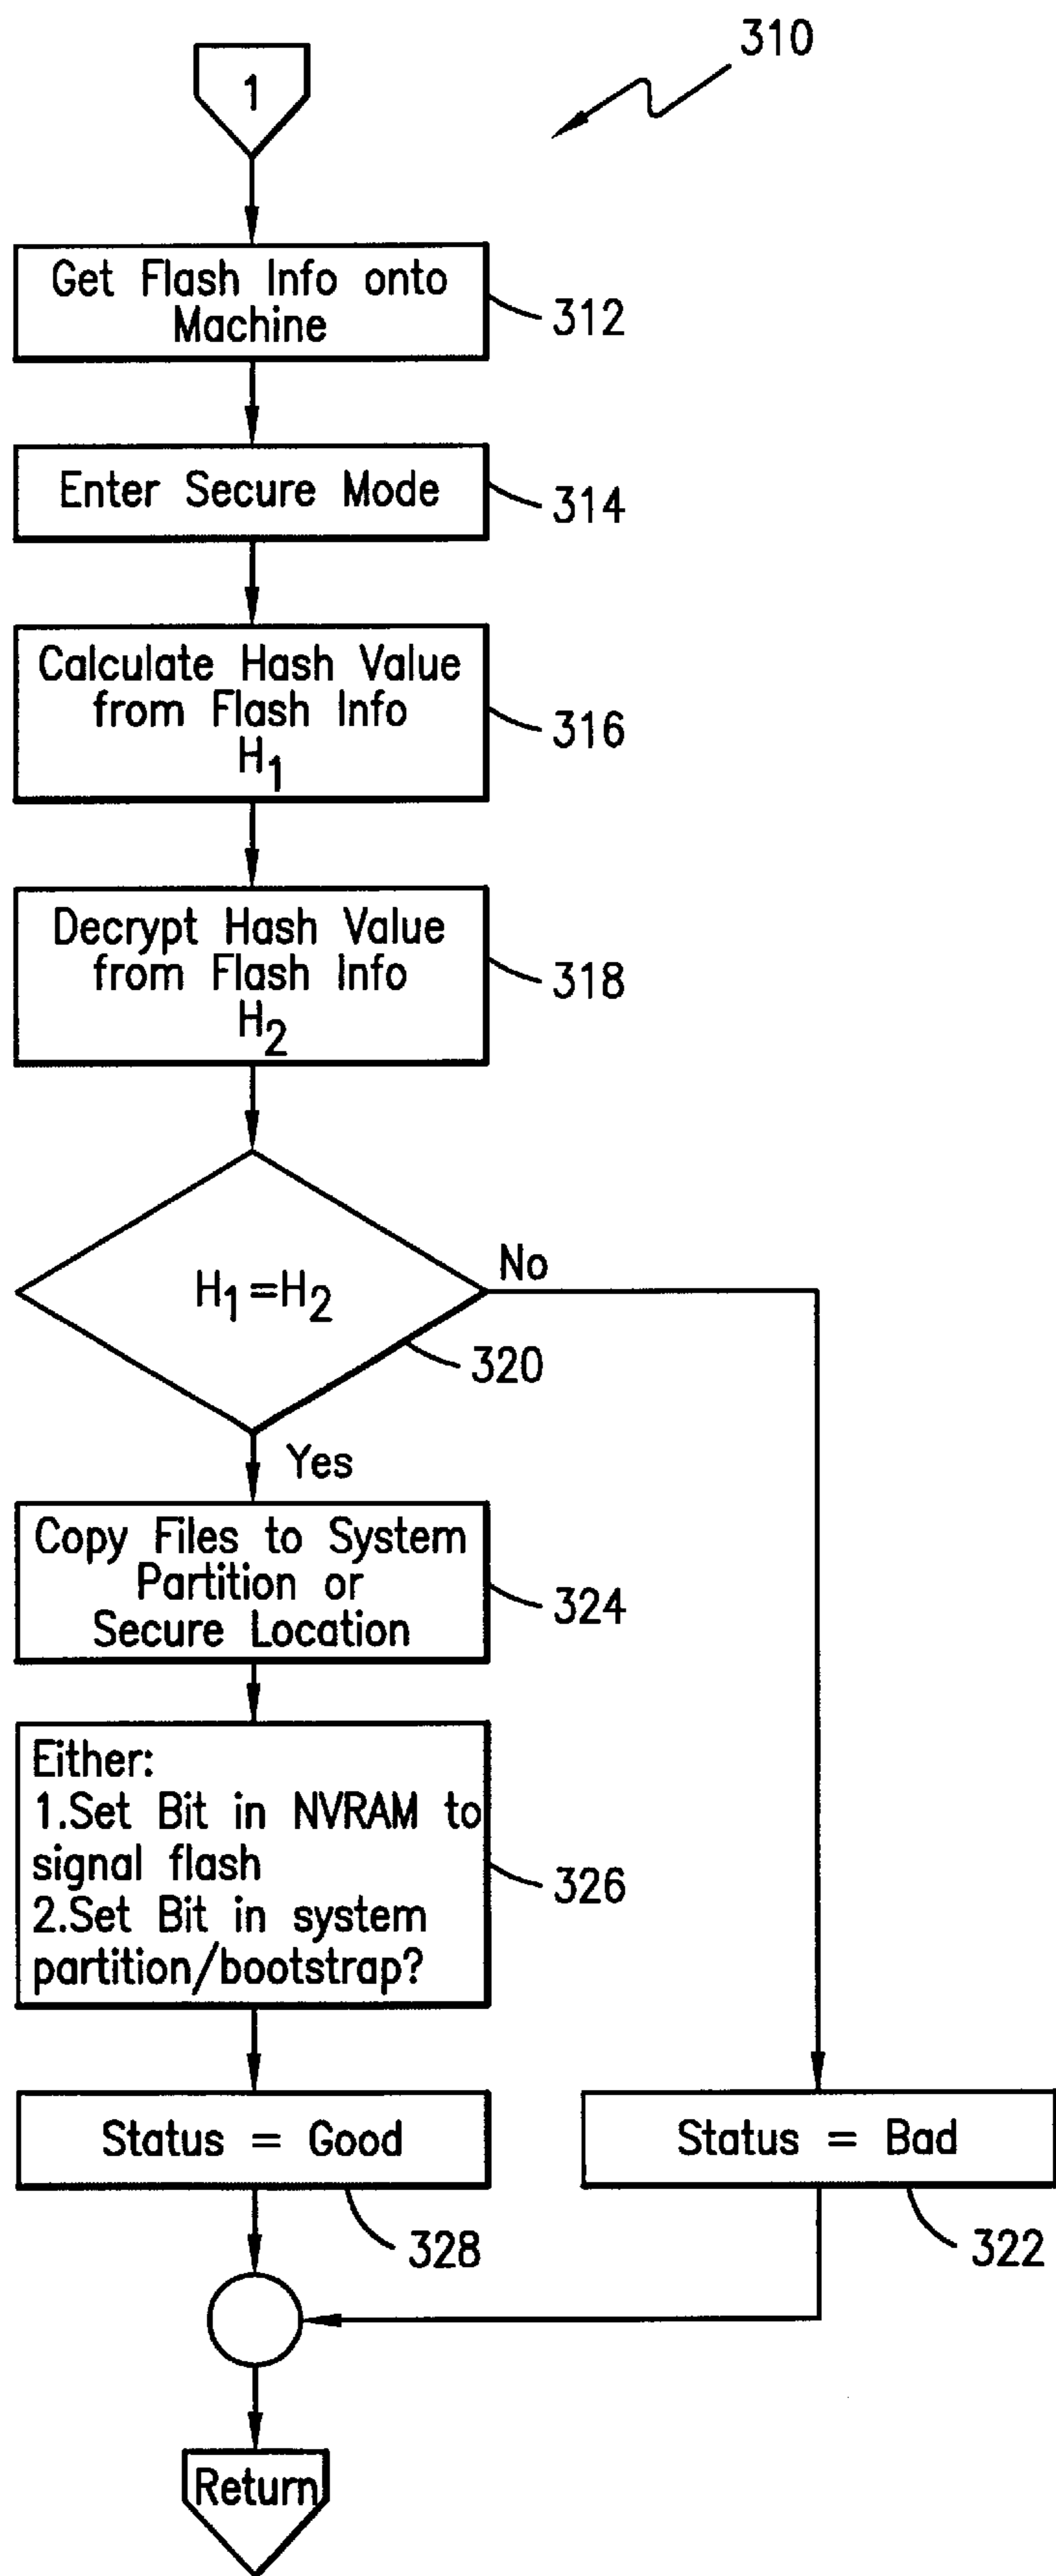 310
1
Get Flash Info onto
Machine
312
Enter Secure Mode
314
Calculate Hash Value
from Flash Info
H1
316
Decrypt Hash Value
from Flash Info
H2
318
H1=H2
No
320
Yes
Copy Files to System
Partition or
Secure Location
324
Either:
1.Set Bit in NVRAM to
signal flash
2.Set Bit in system
partition/bootstrap?
326
Status = Good
Status = Bad
328
322
Return